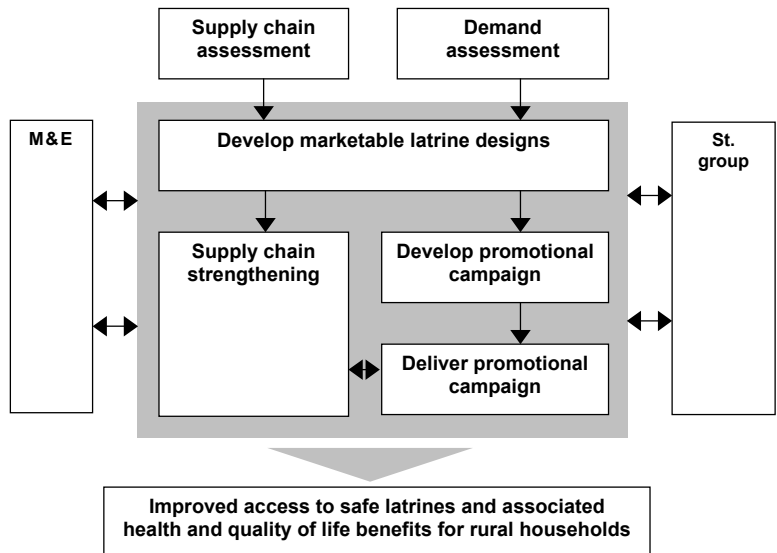 Supply chain
assessment
Demand
assessment
M&E
Develop marketable latrine designs
St.
group
Supply chain
strengthening
Develop promotional
campaign
Deliver promotional
campaign
Improved access to safe latrines and associated
health and quality of life benefits for rural households